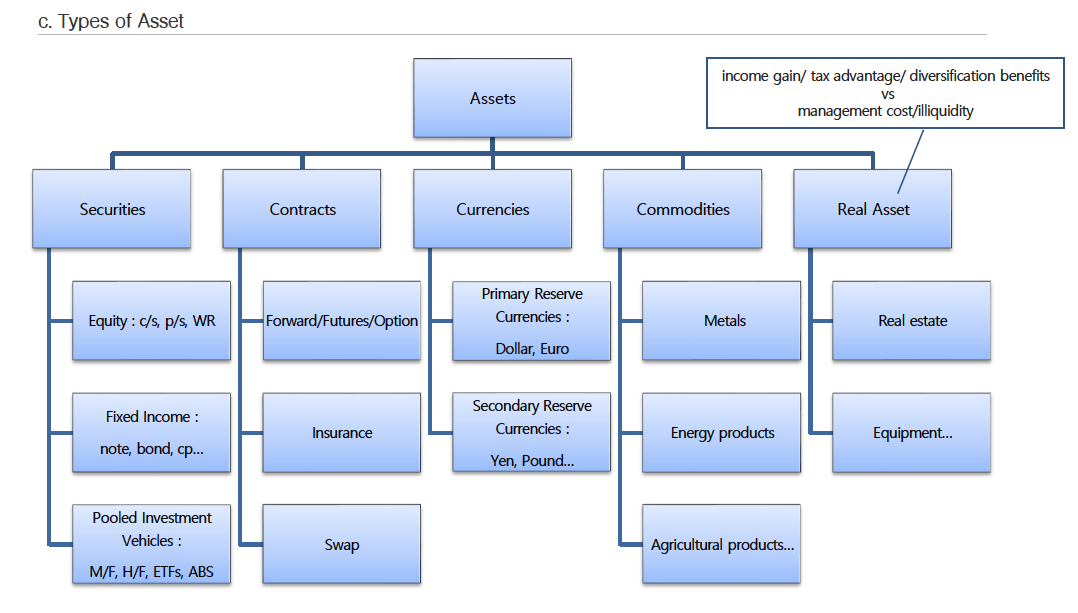 c. Types of Asset
income gain/ tax advantage/ diversification benefits
vs
management cost/illiquidity
Assets
Securities
Contracts
Currencies
Commodities
Real Asset
Equity : c/s, p/s, WR
Fixed Income :
note, bond, cp...
Pooled Investment
Vehicles :
M/F, H/F, ETFs, ABS
Forward/Futures/Option
Insurance
Swap
Primary Reserve
Currencies :
Dollar, Euro
Secondary Reserve
Currencies :
Yen, Pound...
Metals
Energy products
Agricultural products...
Real estate
Equipment...